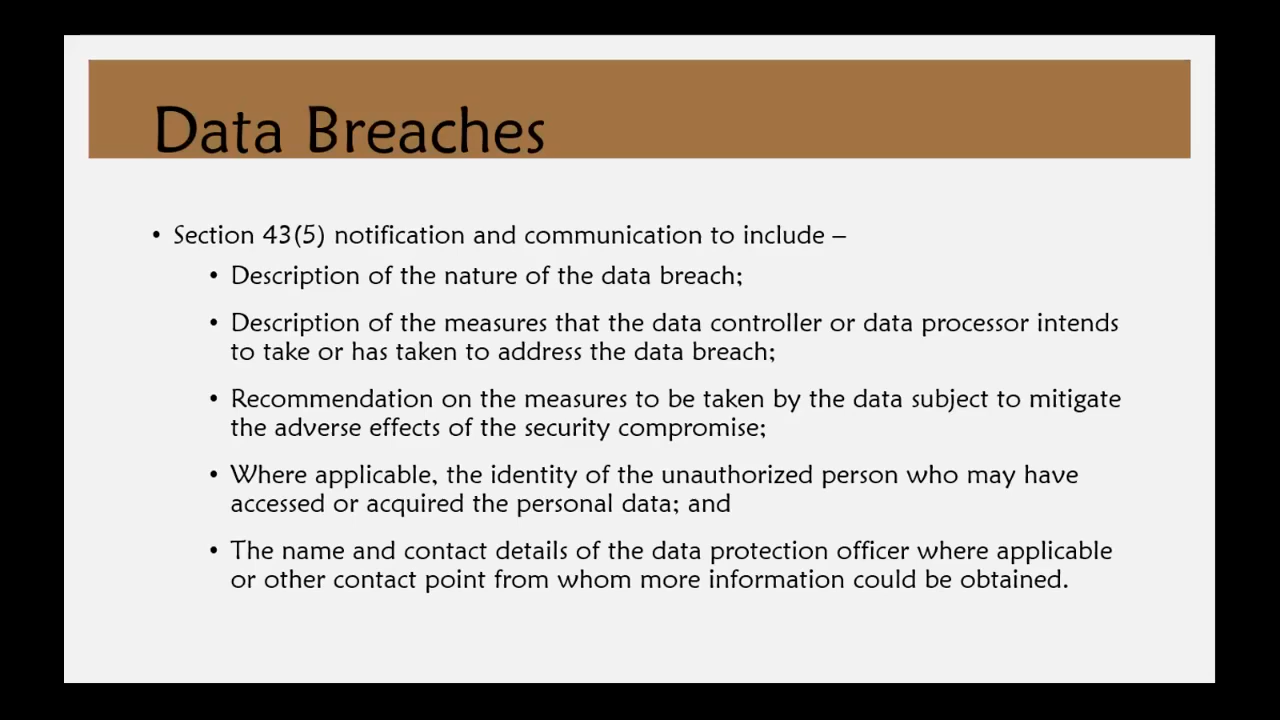 Data Breaches
• Section 43(5) notification and communication to include –
• Description of the nature of the data breach;
• Description of the measures that the data controller or data processor intends
to take or has taken to address the data breach;
• Recommendation on the measures to be taken by the data subject to mitigate
the adverse effects of the security compromise;
• Where applicable, the identity of the unauthorized person who may have
accessed or acquired the personal data; and
• The name and contact details of the data protection officer where applicable
or other contact point from whom more information could be obtained.